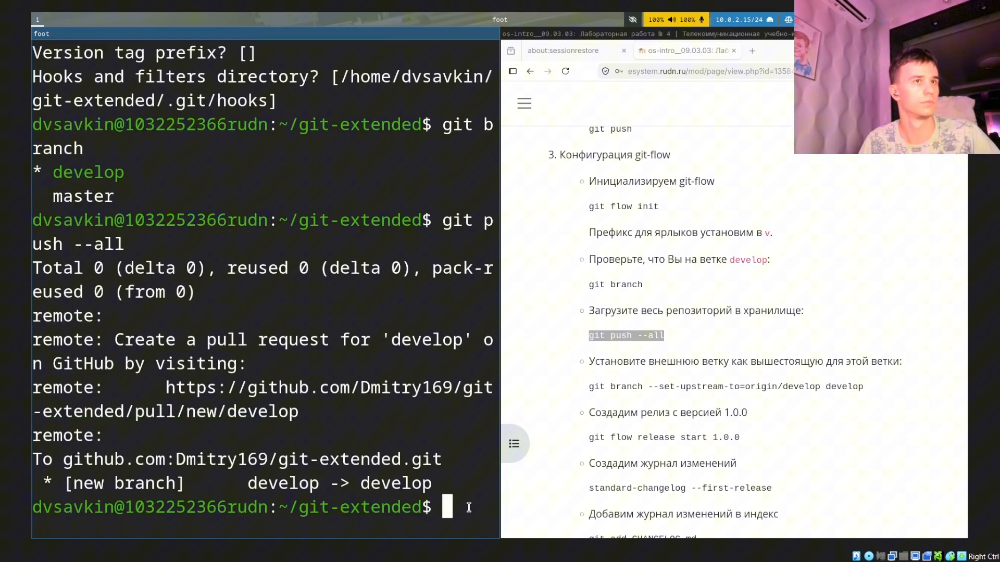 1
foot
100% 100%
10.0.2.15/24
foot
Version tag prefix? []
Hooks and filters directory? [/home/dvsavkin/
git-extended/.git/hooks]
dvsavkin@1032252366rudn:~/git-extended$ git b
ranch
* develop
master
dvsavkin@1032252366rudn:~/git-extended$ git p
ush --all
Total 0 (delta 0), reused 0 (delta 0), pack-r
eused 0 (from 0)
remote:
remote: Create a pull request for 'develop' o
n GitHub by visiting:
remote:      https://github.com/Dmitry169/git
-extended/pull/new/develop
remote:
To github.com:Dmitry169/git-extended.git
* [new branch]      develop -> develop
dvsavkin@1032252366rudn:~/git-extended$
os-intro__09.03.03: Лабораторная работа № 4 | Телекоммуникационная учебно-и
about:sessionrestore
os-intro__09.03.03: Лаб
esystem.rudn.ru/mod/page/view.php?id=13584
git push
3. Конфигурация git-flow
Инициализируем git-flow
git flow init
Префикс для ярлыков установим в v.
Проверьте, что Вы на ветке develop:
git branch
Загрузите весь репозиторий в хранилище:
git push --all
Установите внешнюю ветку как вышестоящую для этой ветки:
git branch --set-upstream-to=origin/develop develop
Создадим релиз с версией 1.0.0
git flow release start 1.0.0
Создадим журнал изменений
standard-changelog --first-release
Добавим журнал изменений в индекс
git add CHANGELOG.md
Right Ctrl